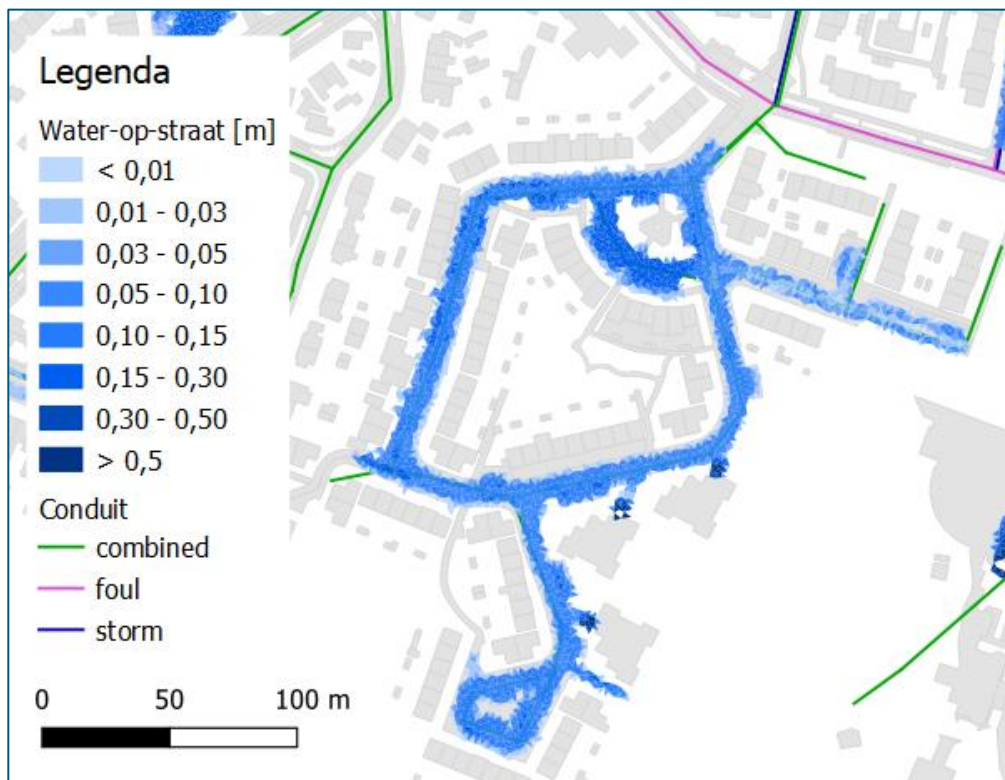 Legenda
Water-op-straat [m]
< 0,01
0,01 - 0,03
0,03 - 0,05
0,05 - 0,10
0,10 - 0,15
0,15 - 0,30
0,30 - 0,50
> 0,5
Conduit
combined
foul
storm
0 50 100 m